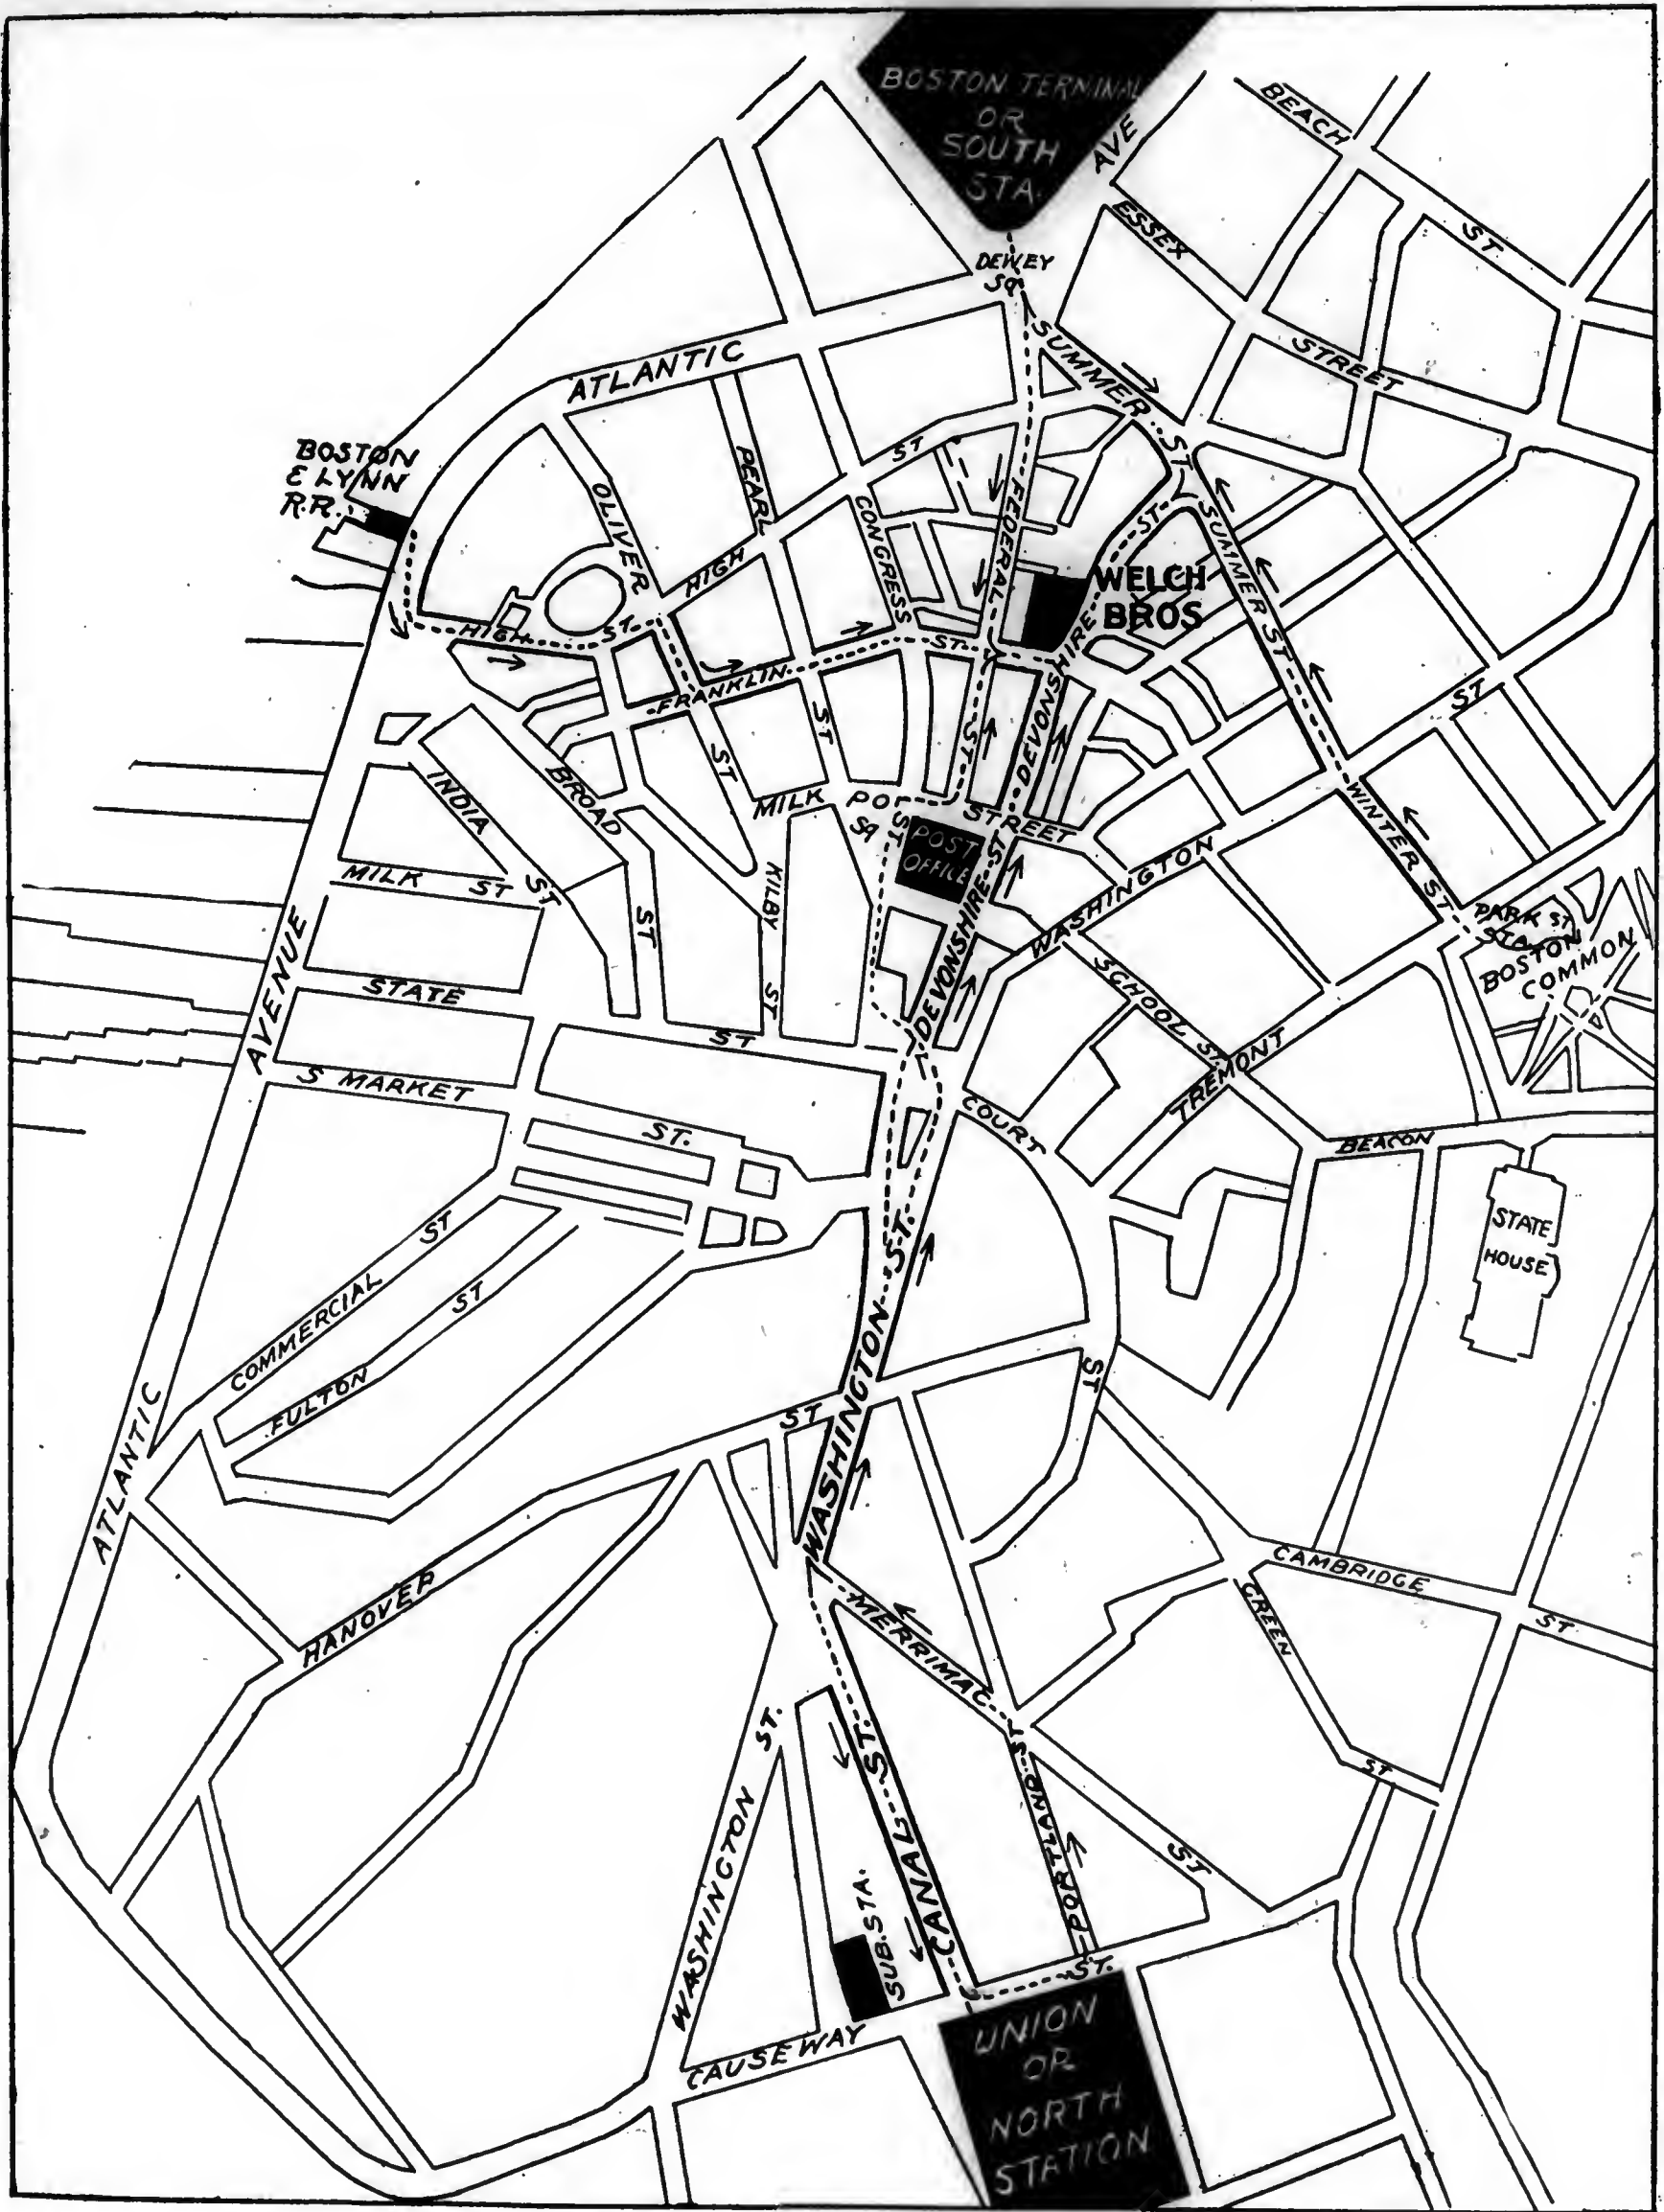 BOSTON TERMINAL
OR
SOUTH
STA.
AVE
BEACH
ST
ESSEX
STREET
DEWEY
SQ
SUMMER
ST
ATLANTIC
BOSTON
& LYNN
R.R.
OLIVER
PEARL
HIGH
ST
CONGRESS
FEDERAL
ST
ST
SUMMER ST
WELCH
BROS
HIGH
ST
FRANKLIN
ST
DEVONSHIRE
DEVONSHIRE
ST
ST
ST
ST
INDIA
ST
BROAD
ST
MILK
PO
SQ
ST
STREET
POST
OFFICE
WINTER ST
KILBY
ST
MILK ST
WASHINGTON
PARK ST
STA
BOSTON
COMMON
DEVONSHIRE ST
SCHOOL ST
STATE
ST
AVENUE
TREMONT
S MARKET
ST.
COURT
ST
BEACON
STATE
HOUSE
COMMERCIAL
ST
FULTON
ST
WASHINGTON ST.
ATLANTIC
HANOVER
ST
MERRIMAC
ST
CAMBRIDGE
ST
GREEN
ST
CANAL ST.
PORTLAND ST
WASHINGTON
ST.
SUB. STA.
CAUSEWAY
ST.
UNION
OR
NORTH
STATION